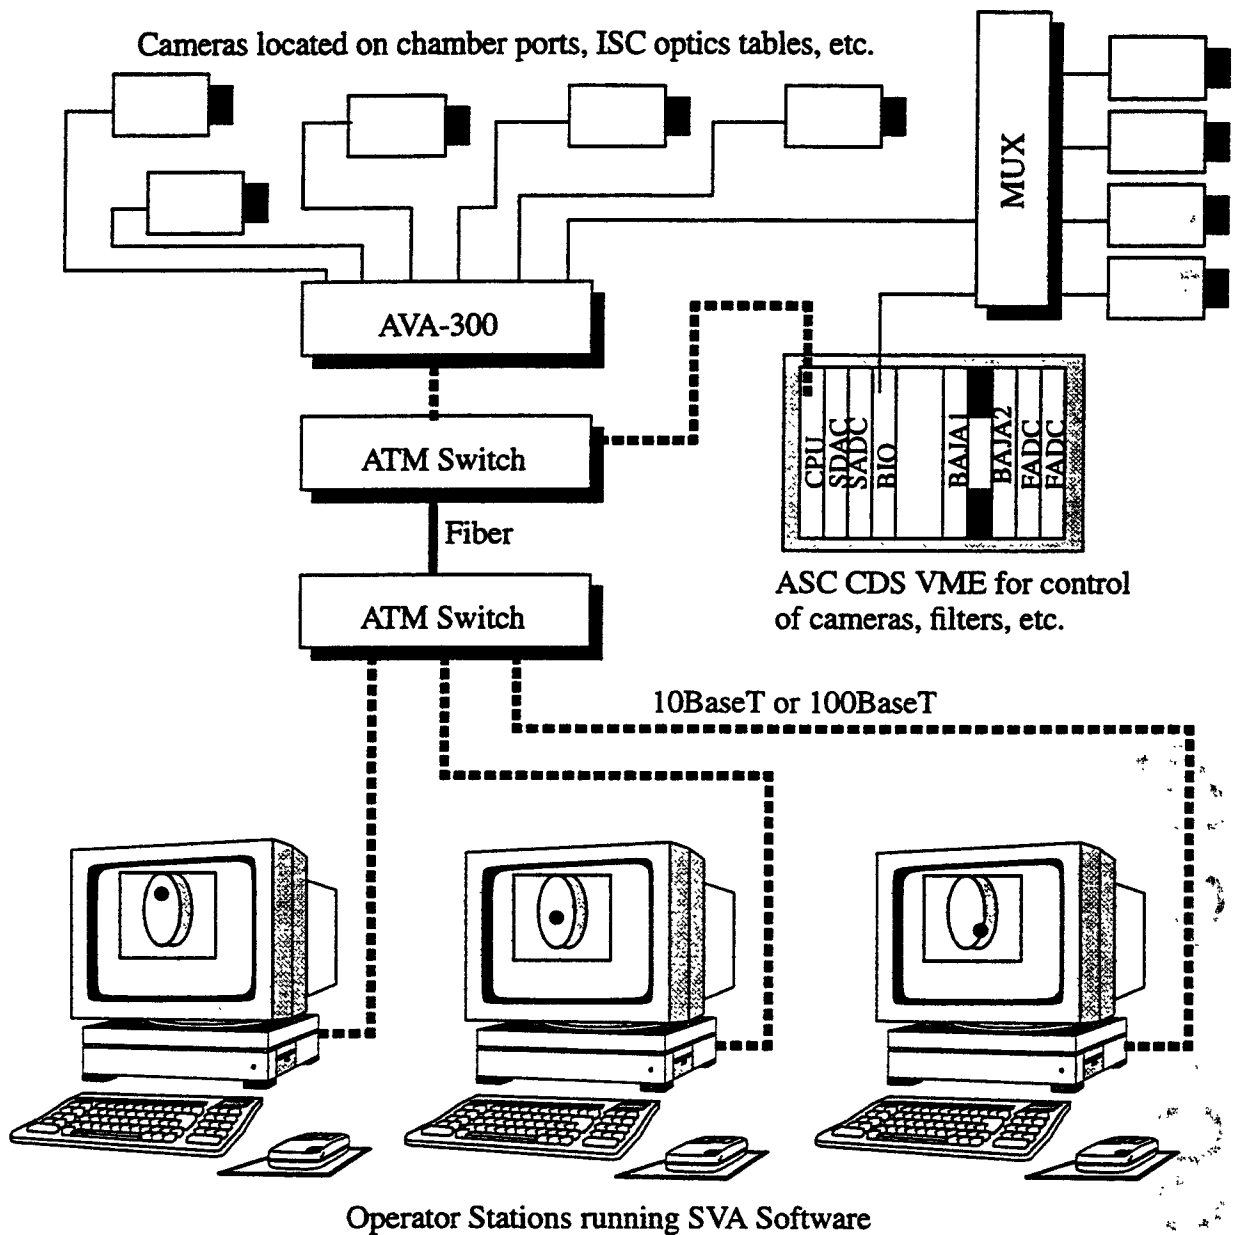 Cameras located on chamber ports, ISC optics tables, etc.
MUX
AVA-300
ATM Switch
CPU
SDAC
SADC
BIO
BAJA1
BAJA2
FADC
FADC
Fiber
ATM Switch
ASC CDS VME for control
of cameras, filters, etc.
10BaseT or 100BaseT
Operator Stations running SVA Software